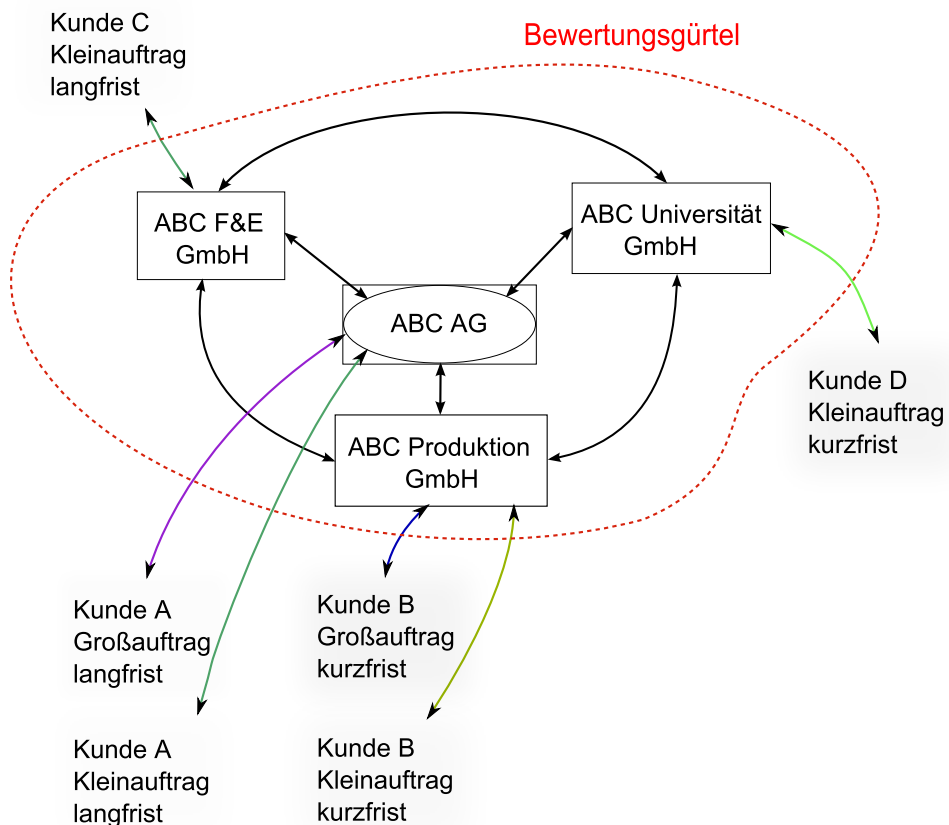 Kunde C
Kleinauftrag
langfrist
Bewertungsgürtel
ABC F&E
GmbH
ABC Universität
GmbH
ABC AG
Kunde D
Kleinauftrag
kurzfrist
ABC Produktion
GmbH
Kunde A
Großauftrag
langfrist
Kunde B
Großauftrag
kurzfrist
Kunde A
Kleinauftrag
langfrist
Kunde B
Kleinauftrag
kurzfrist